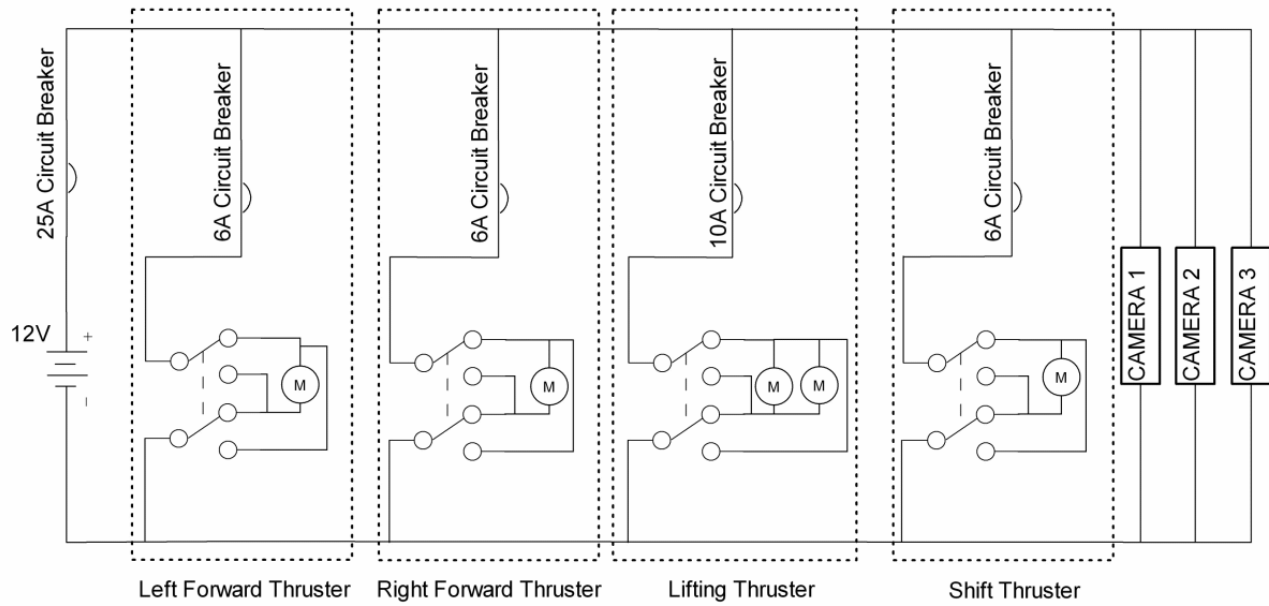 25A Circuit Breaker
6A Circuit Breaker
6A Circuit Breaker
10A Circuit Breaker
6A Circuit Breaker
12V
+
−
M
M
M
M
M
CAMERA 1
CAMERA 2
CAMERA 3
Left Forward Thruster
Right Forward Thruster
Lifting Thruster
Shift Thruster